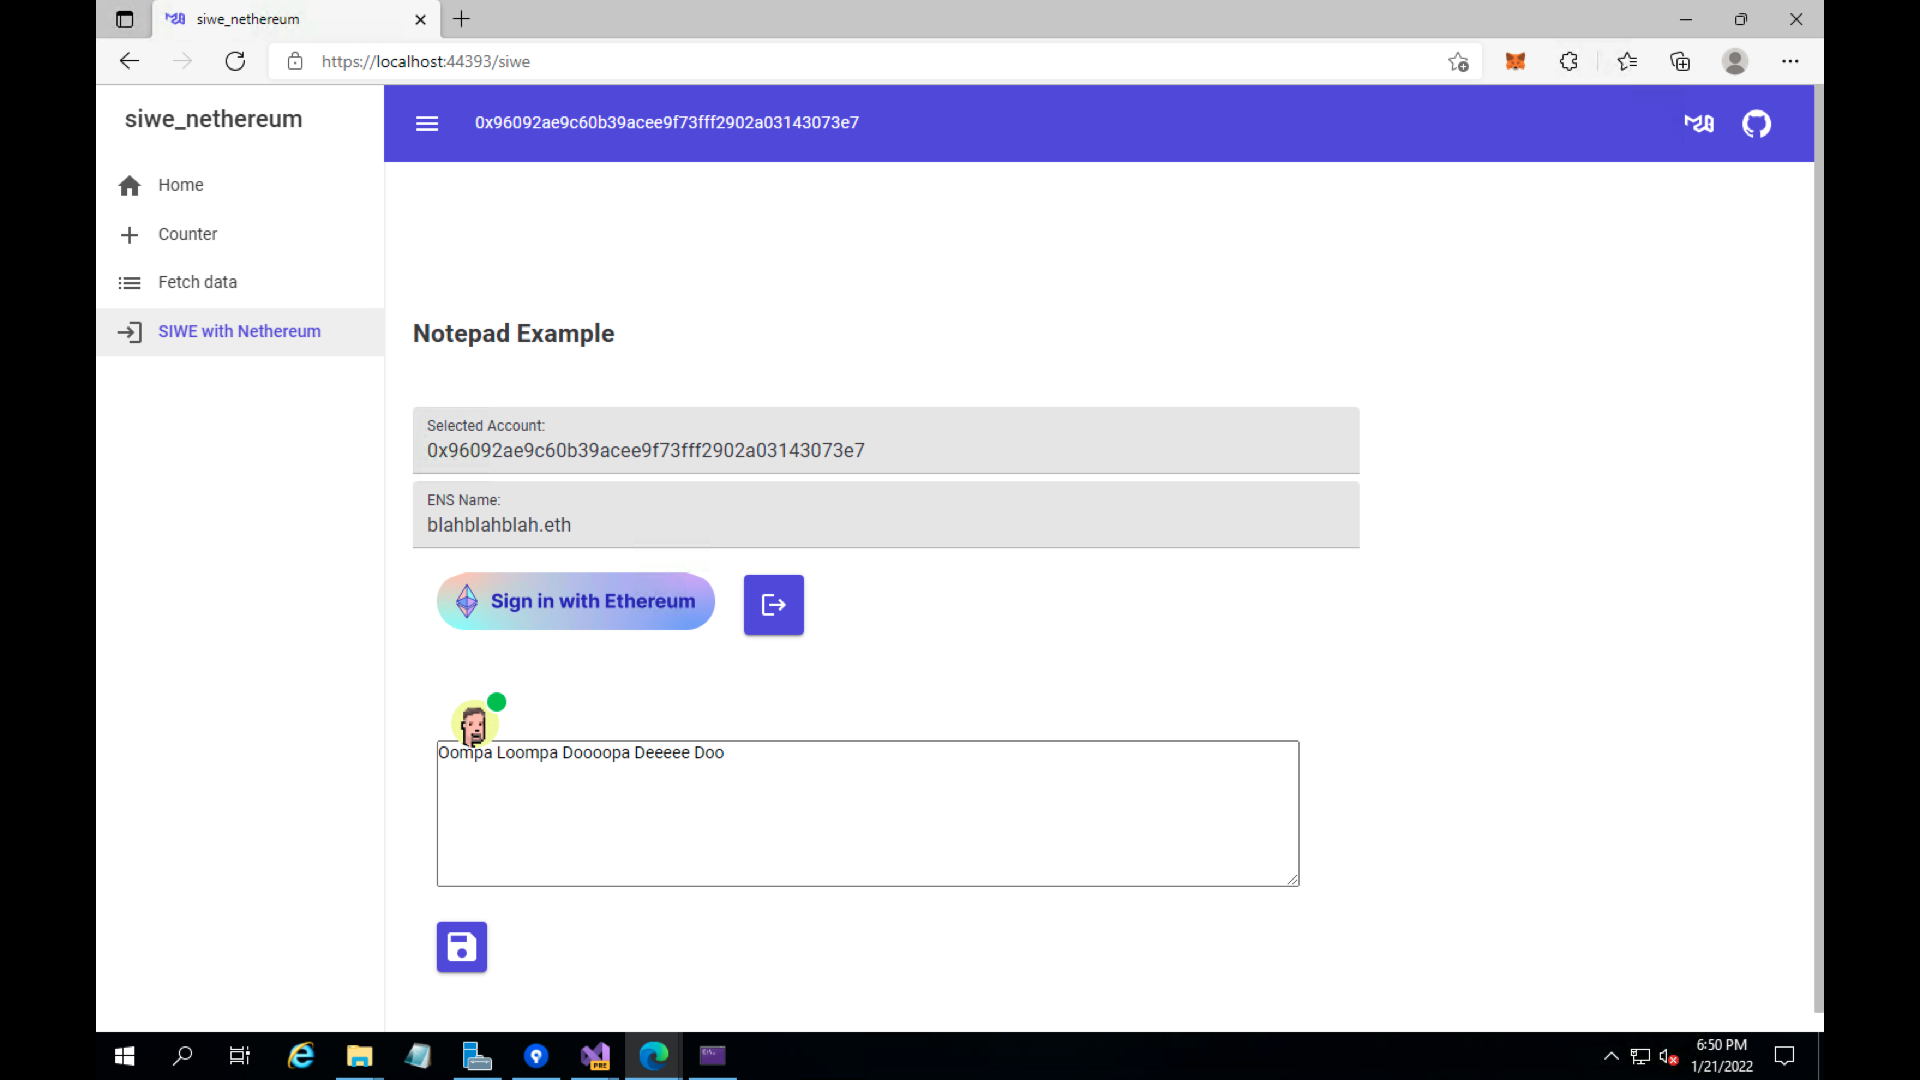 siwe_nethereum
https://localhost:44393/siwe
siwe_nethereum
0x96092ae9c60b39acee9f73fff2902a03143073e7
Home
Counter
Fetch data
SIWE with Nethereum
Notepad Example
Selected Account:
0x96092ae9c60b39acee9f73fff2902a03143073e7
ENS Name:
blahblahblah.eth
Sign in with Ethereum
Oompa Loompa Doooopa Deeeee Doo
PRE
6:50 PM
1/21/2022